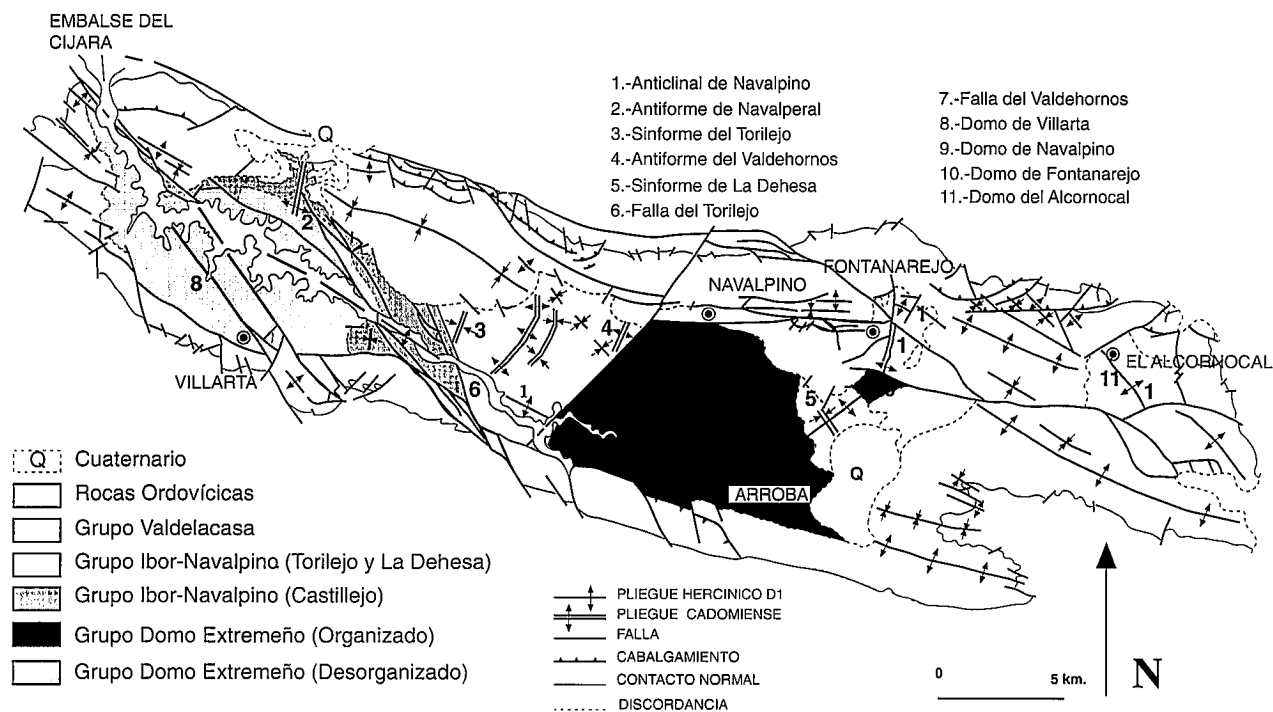 EMBALSE DEL
CIJARA
1.-Anticlinal de Navalpino
2.-Antiforme de Navalperal
3.-Sinforme del Torilejo
4.-Antiforme del Valdehornos
5.-Sinforme de La Dehesa
6.-Falla del Torilejo
7.-Falla del Valdehornos
8.-Domo de Villarta
9.-Domo de Navalpino
10.-Domo de Fontanarejo
11.-Domo del Alcornocal
Q
2
8
3
4
NAVALPINO
FONTANAREJO
1
1
EL ALCORNOCAL
11
1
VILLARTA
6
1
5
ARROBA
Q
Q Cuaternario
Rocas Ordovícicas
Grupo Valdelacasa
Grupo Ibor-Navalpino (Torilejo y La Dehesa)
Grupo Ibor-Navalpino (Castillejo)
Grupo Domo Extremeño (Organizado)
Grupo Domo Extremeño (Desorganizado)
PLIEGUE HERCINICO D1
PLIEGUE CADOMIENSE
FALLA
CABALGAMIENTO
CONTACTO NORMAL
DISCORDANCIA
0 5 km.
N